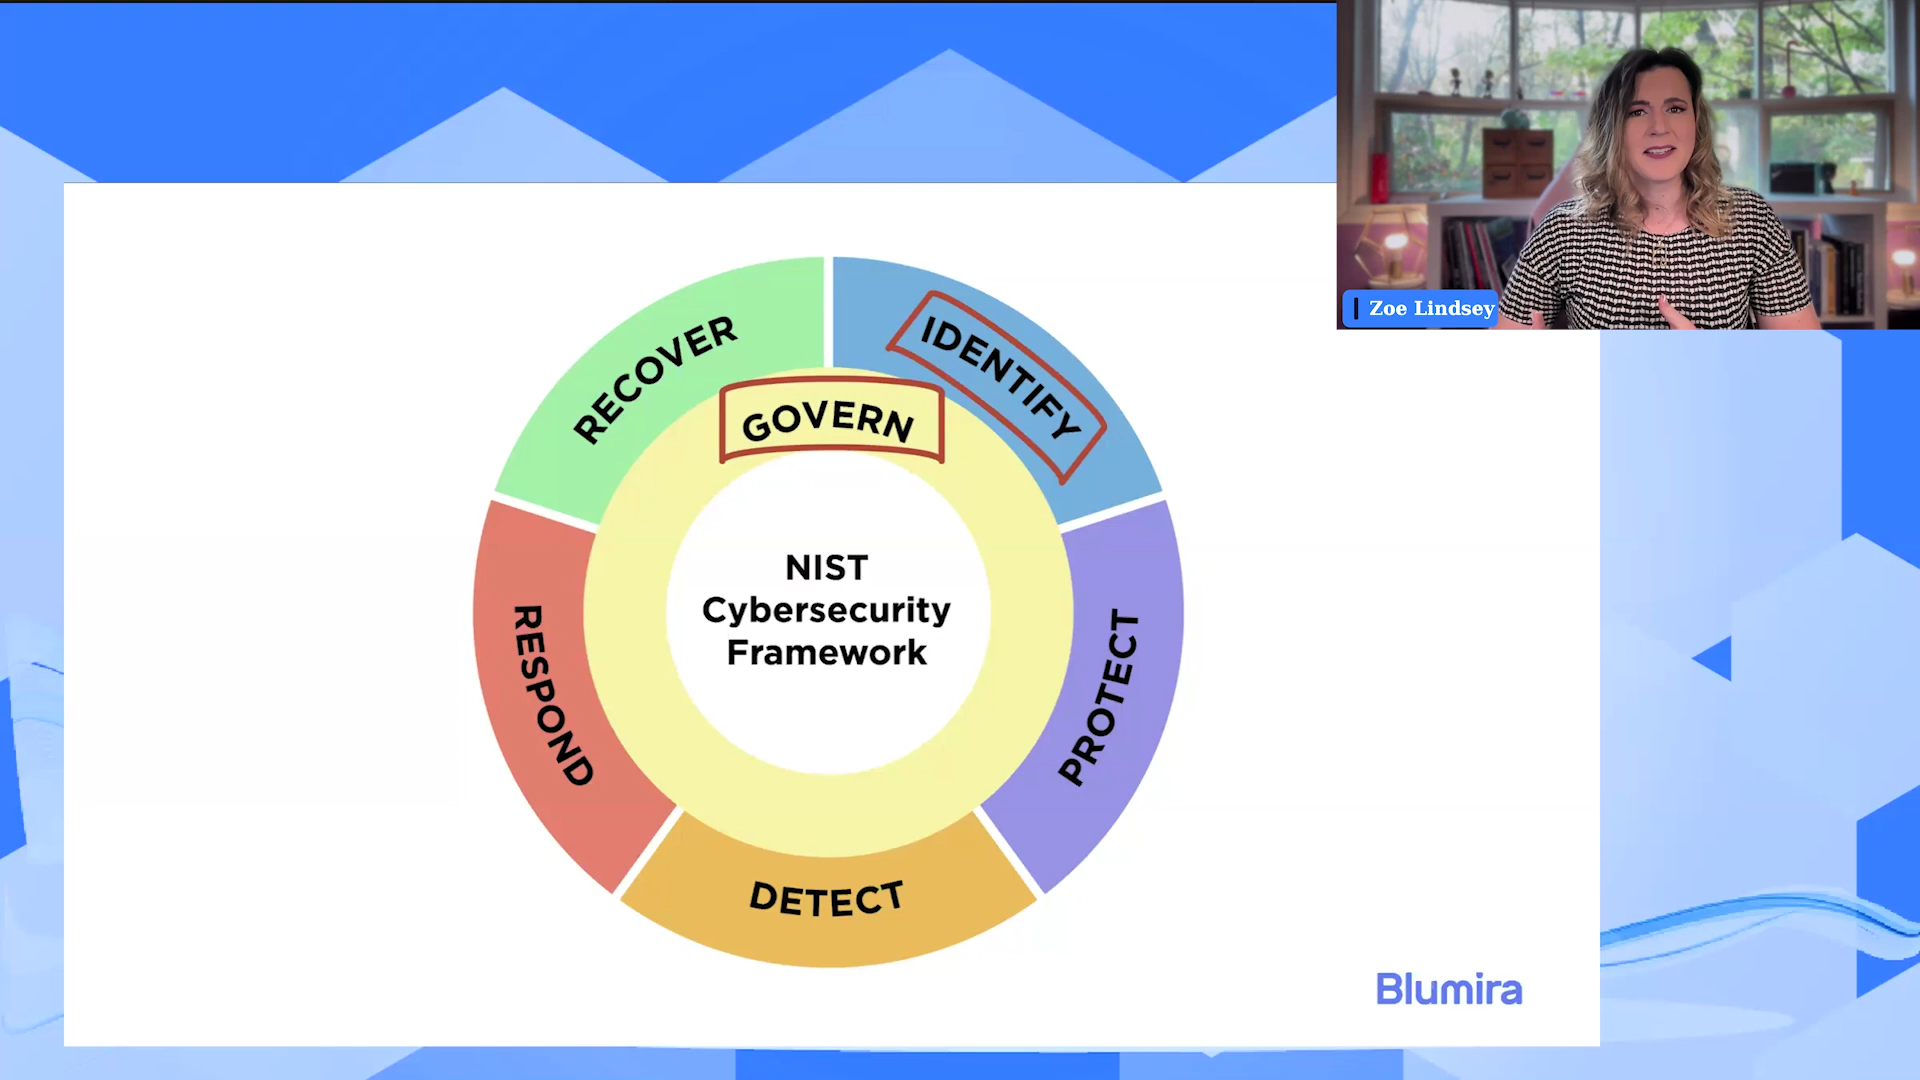 Zoe Lindsey
RECOVER
IDENTIFY
GOVERN
NIST
Cybersecurity
Framework
RESPOND
PROTECT
DETECT
Blumira